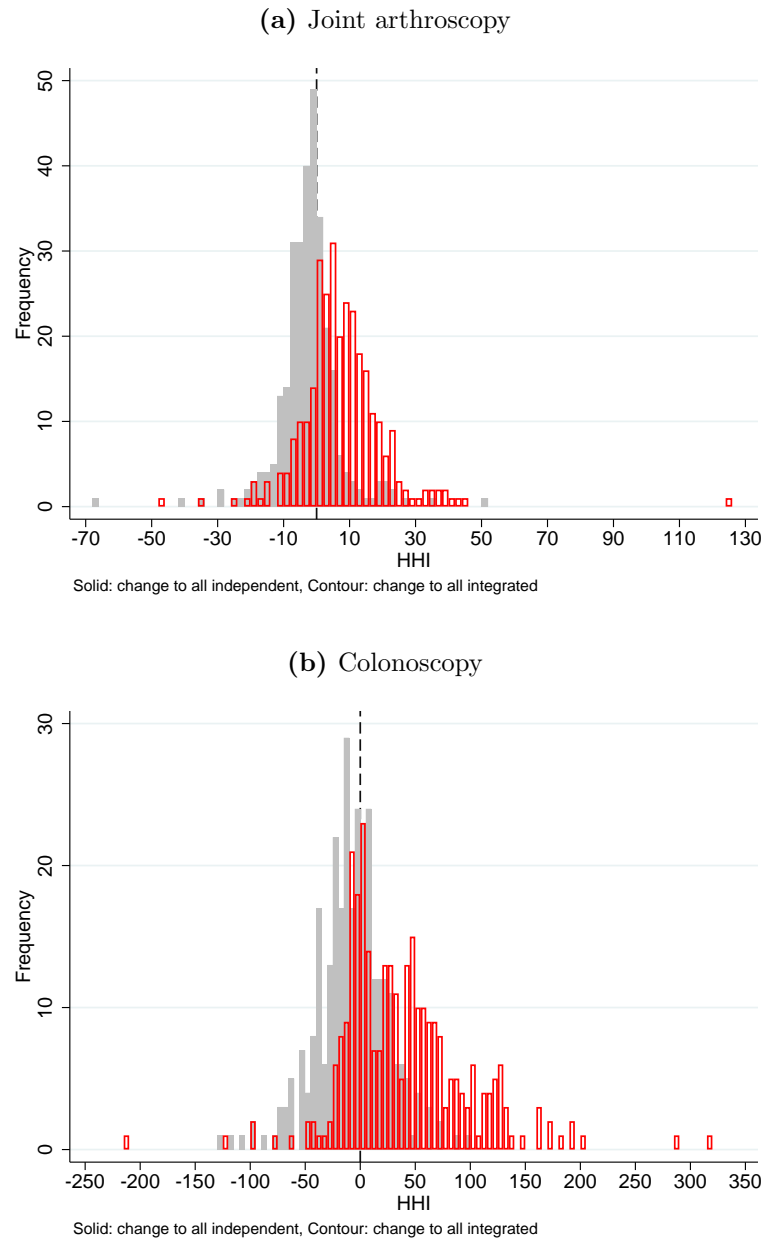 (a) Joint arthroscopy
50
40
30
20
10
0
Frequency
-70 -50 -30 -10 10 30 50 70 90 110 130
HHI
Solid: change to all independent, Contour: change to all integrated
(b) Colonoscopy
30
20
10
0
Frequency
-250 -200 -150 -100 -50 0 50 100 150 200 250 300 350
HHI
Solid: change to all independent, Contour: change to all integrated